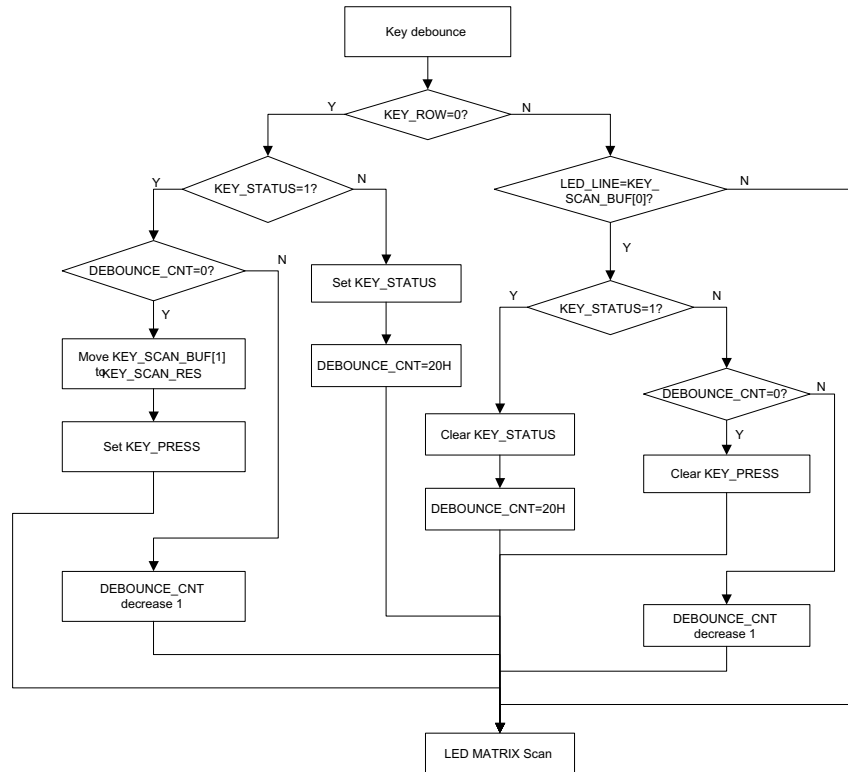 Key debounce
Y
KEY_ROW=0?
N
Y
KEY_STATUS=1?
N
LED_LINE=KEY_
SCAN_BUF[0]?
N
DEBOUNCE_CNT=0?
N
Y
Set KEY_STATUS
Y
Y
KEY_STATUS=1?
N
Move KEY_SCAN_BUF[1]
to KEY_SCAN_RES
DEBOUNCE_CNT=20H
DEBOUNCE_CNT=0?
N
Set KEY_PRESS
Clear KEY_STATUS
Y
Clear KEY_PRESS
DEBOUNCE_CNT=20H
DEBOUNCE_CNT
decrease 1
DEBOUNCE_CNT
decrease 1
LED MATRIX Scan